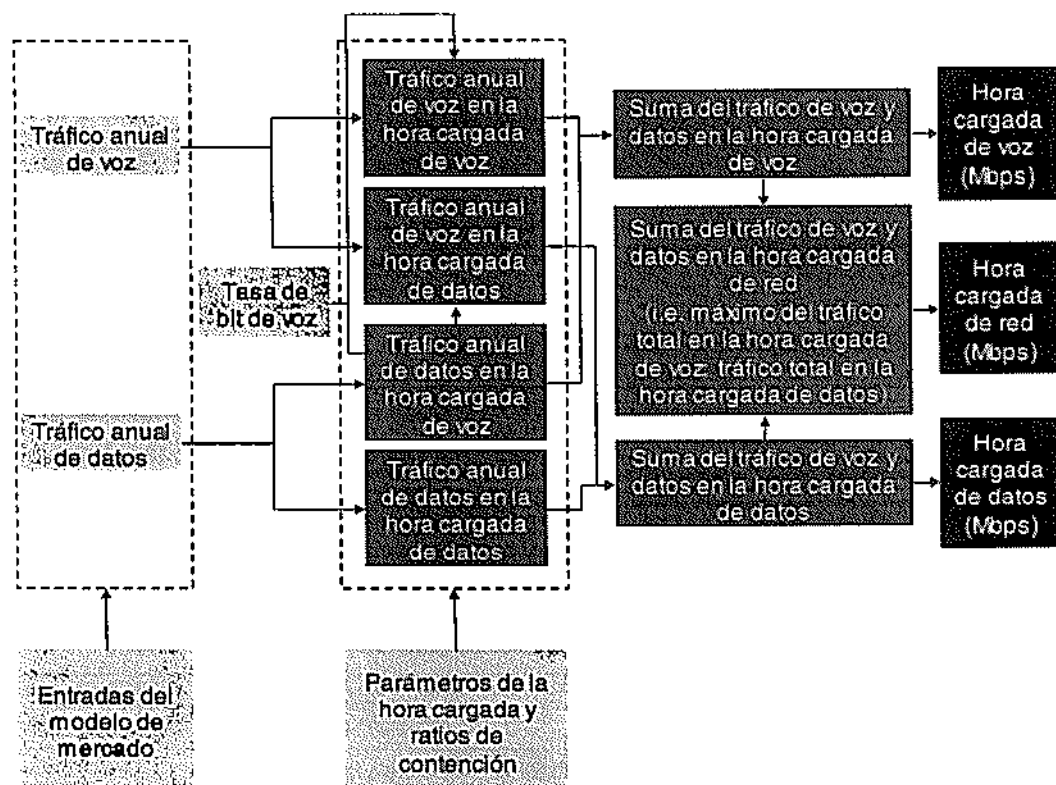 Tráfico anual
de voz
Tráfico anual
de datos
Tasa de
bit de voz
Tráfico anual
de voz en la
hora cargada
de voz
Tráfico anual
de voz en la
hora cargada
de datos
Tráfico anual
de datos en la
hora cargada
de voz
Tráfico anual
de datos en la
hora cargada
de datos
Suma del tráfico de voz y
datos en la hora cargada
de voz
Suma del tráfico de voz y
datos en la hora cargada
de red
(i.e. máximo del tráfico
total en la hora cargada
de voz: tráfico total en la
hora cargada de datos)
Suma del tráfico de voz y
datos en la hora cargada
de datos
Hora
cargada
de voz
(Mbps)
Hora
cargada
de red
(Mbps)
Hora
cargada
de datos
(Mbps)
Entradas del
modelo de
mercado
Parámetros de la
hora cargada y
ratios de
contención